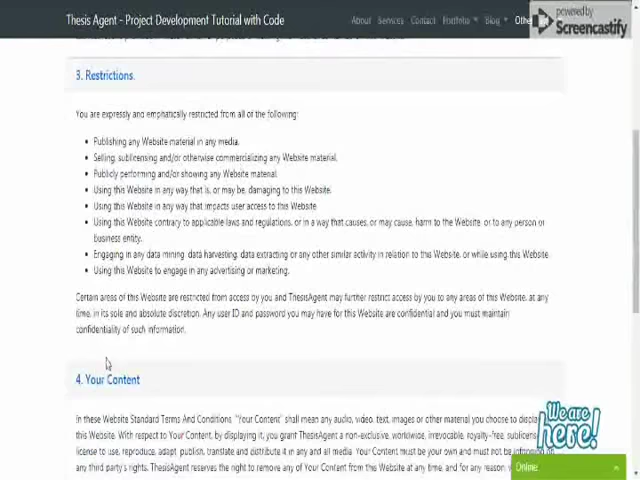 Thesis Agent - Project Development Tutorial with Code
About Services Contact Portfolio Blog Other
powered by
Screencastify
3. Restrictions
You are expressly and emphatically restricted from all of the following:
Publishing any Website material in any media.
Selling, sublicensing and/or otherwise commercializing any Website material.
Publicly performing and/or showing any Website material.
Using this Website in any way that is, or may be, damaging to this Website.
Using this Website in any way that impacts user access to this Website
Using this Website contrary to applicable laws and regulations, or in a way that causes, or may cause, harm to the Website, or to any person or
business entity.
Engaging in any data mining, data harvesting, data extracting or any other similar activity in relation to this Website, or while using this Website
Using this Website to engage in any advertising or marketing.
Certain areas of this Website are restricted from access by you and ThesisAgent may further restrict access by you to any areas of this Website, at any
time, in its sole and absolute discretion. Any user ID and password you may have for this Website are confidential and you must maintain
confidentiality of such information.
4. Your Content
In these Website Standard Terms And Conditions, "Your Content" shall mean any audio, video, text, images or other material you choose to
this Website. With respect to Your Content, by displaying it, you grant ThesisAgent a non-exclusive, worldwide, irrevocable, royalty-free,
license to use, reproduce, adapt, publish, translate and distribute it in any and all media. Your Content must be your own and must not be
any third party's rights. ThesisAgent reserves the right to remove any of Your Content from this Website at any time, and for any reason,
We are
here!
Online